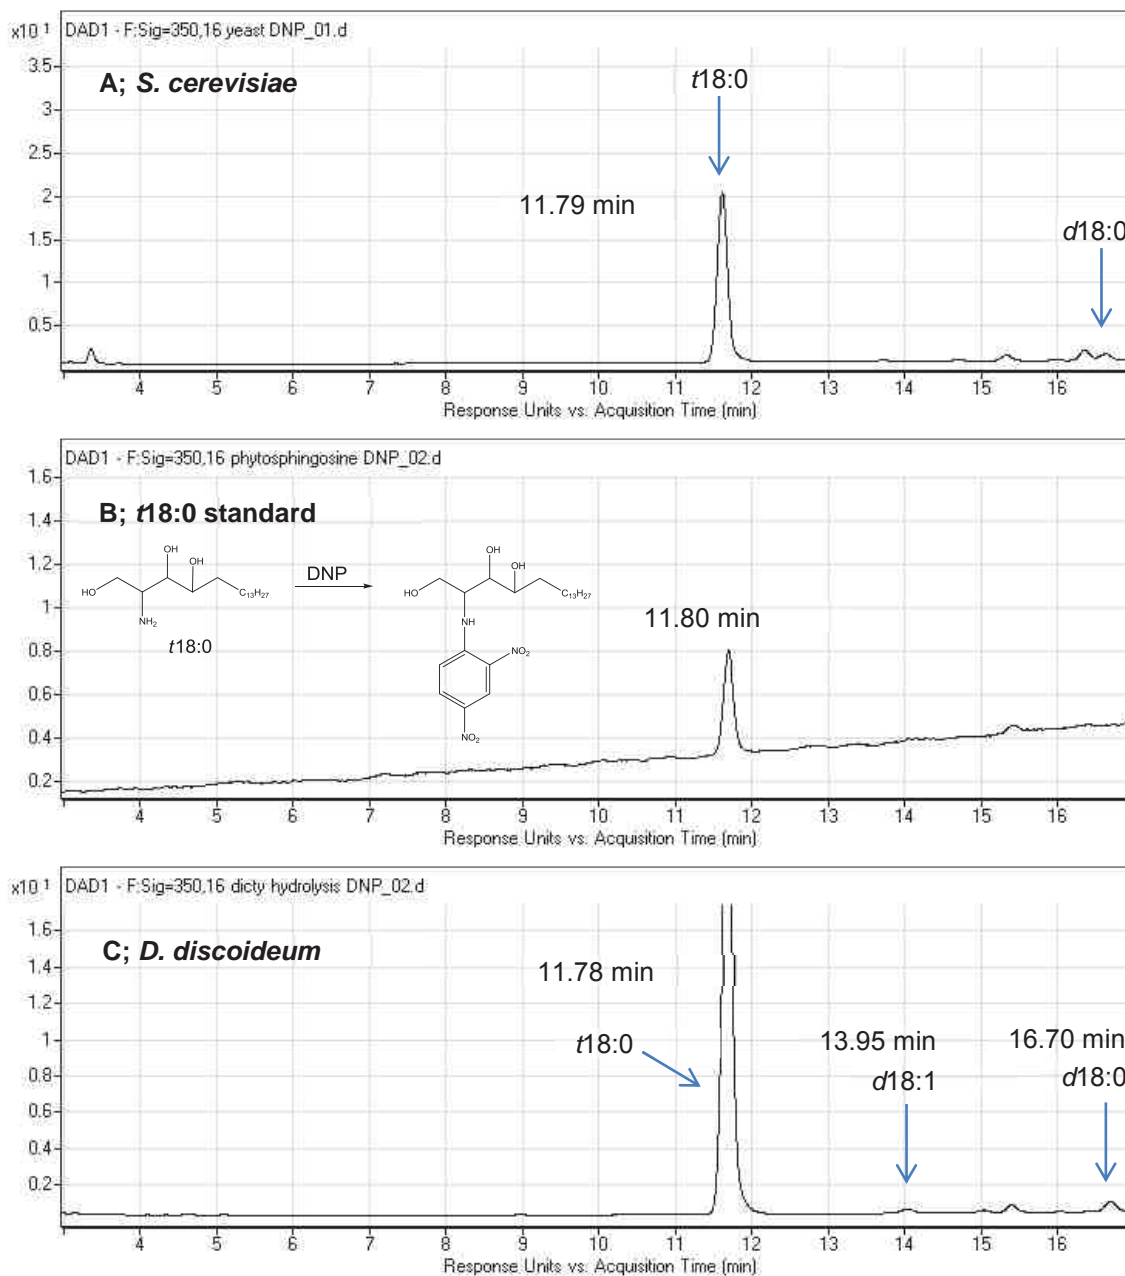 x10 1 DAD1 - F:Sig=350,16 yeast DNP_01.d
A; S. cerevisiae
t18:0
11.79 min
d18:0
3.5
3
2.5
2
1.5
1
0.5
4 5 6 7 8 9 10 11 12 13 14 15 16
Response Units vs. Acquisition Time (min)
DAD1 - F:Sig=350,16 phytosphingosine DNP_02.d
B; t18:0 standard
1.6
1.4
1.2
1
0.8
0.6
0.4
0.2
OH
OH
HO
C13H27
NH2
t18:0
DNP
OH
OH
HO
C13H27
NH
NO2
NO2
11.80 min
4 5 6 7 8 9 10 11 12 13 14 15 16
Response Units vs. Acquisition Time (min)
x10 1 DAD1 - F:Sig=350,16 dicty hydrolysis DNP_02.d
C; D. discoideum
11.78 min
t18:0
13.95 min
d18:1
16.70 min
d18:0
1.6
1.4
1.2
1
0.8
0.6
0.4
0.2
4 5 6 7 8 9 10 11 12 13 14 15 16
Response Units vs. Acquisition Time (min)